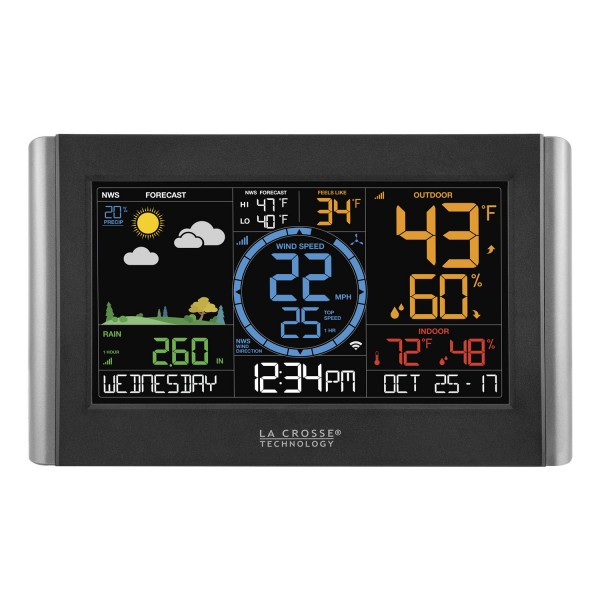 NWS FORECAST
20%
PRECIP
NWS FORECAST
HI 47°F
LO 40°F
FEELS LIKE
34°F
OUTDOOR
43°F
60%
WIND SPEED
22 MPH
25 TOP SPEED 1 HR
NWS
WIND
DIRECTION
RAIN
1 HOUR
2.60 IN
INDOOR
72°F 48%
WEDNESDAY 12:34PM OCT 25-17
LA CROSSE®
TECHNOLOGY